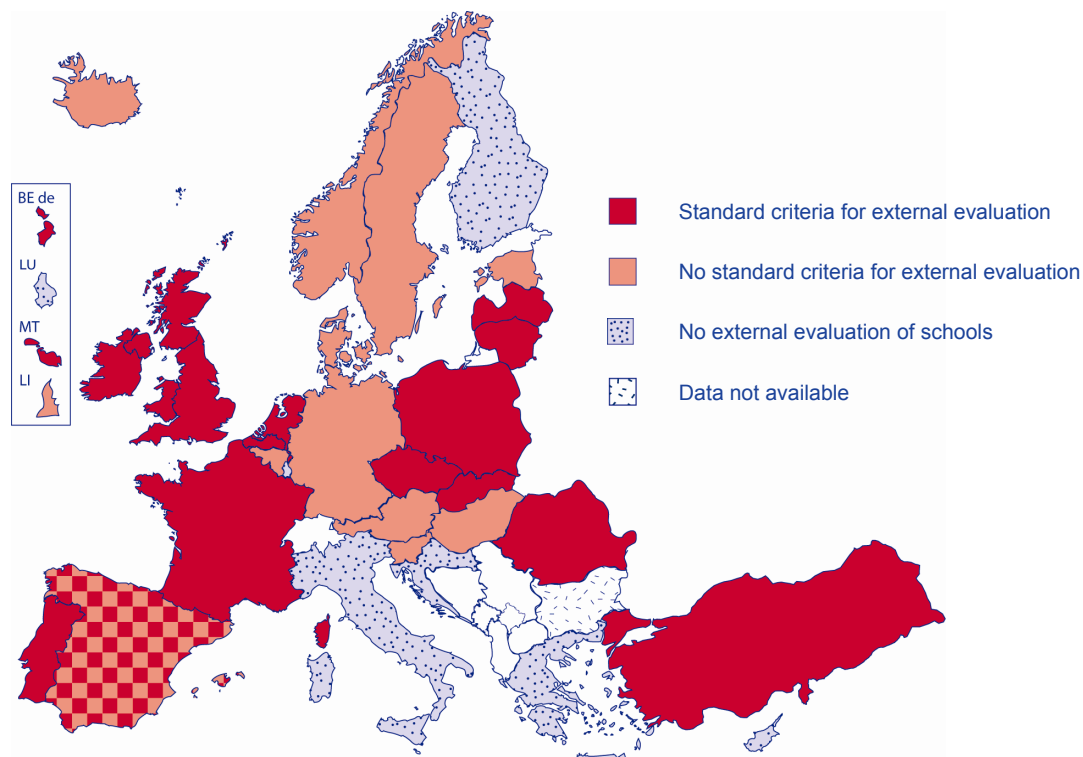 BE de
LU
MT
LI
Standard criteria for external evaluation
No standard criteria for external evaluation
No external evaluation of schools
Data not available